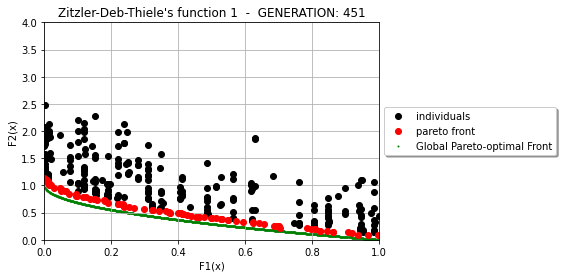 Zitzler-Deb-Thiele's function 1 - GENERATION: 451
4.0
3.5
3.0
2.5
2.0
1.5
1.0
0.5
0.0
F2(x)
0.0 0.2 0.4 0.6 0.8 1.0
F1(x)
individuals
pareto front
Global Pareto-optimal Front